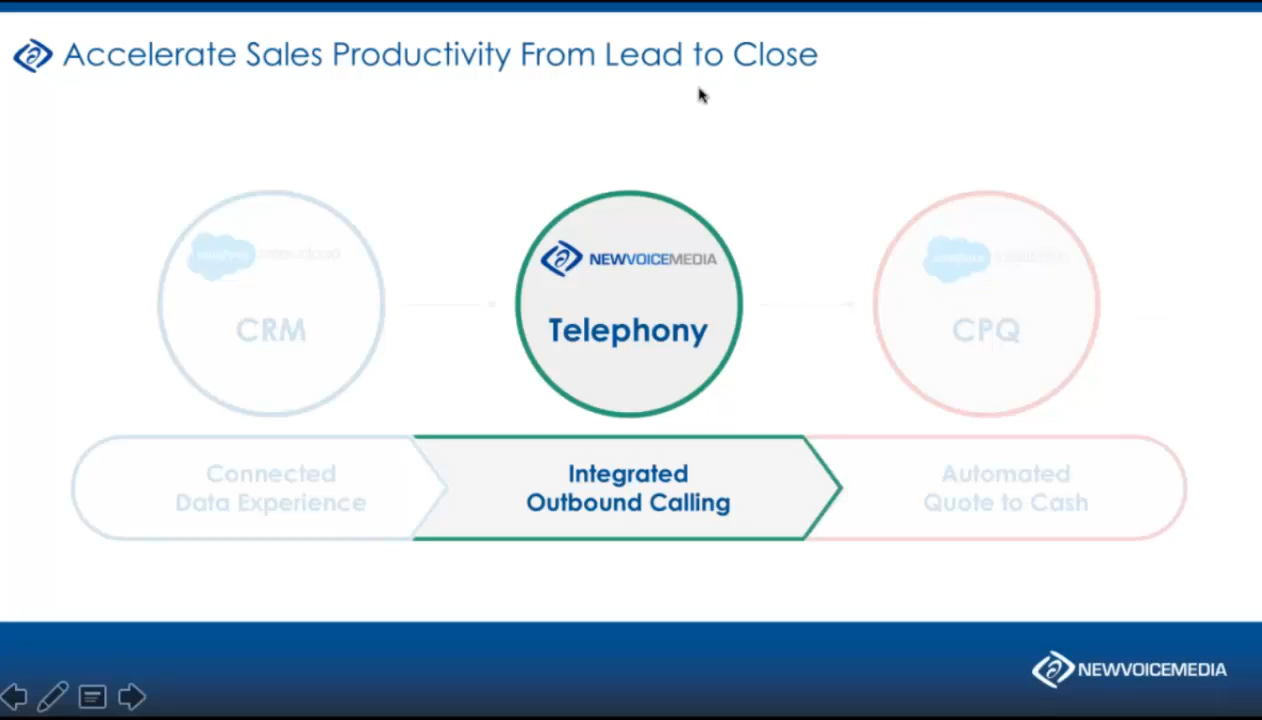 Accelerate Sales Productivity From Lead to Close
NEWVOICEMEDIA
CRM
Telephony
CPQ
Connected
Data Experience
Integrated
Outbound Calling
Automated
Quote to Cash
NEWVOICEMEDIA